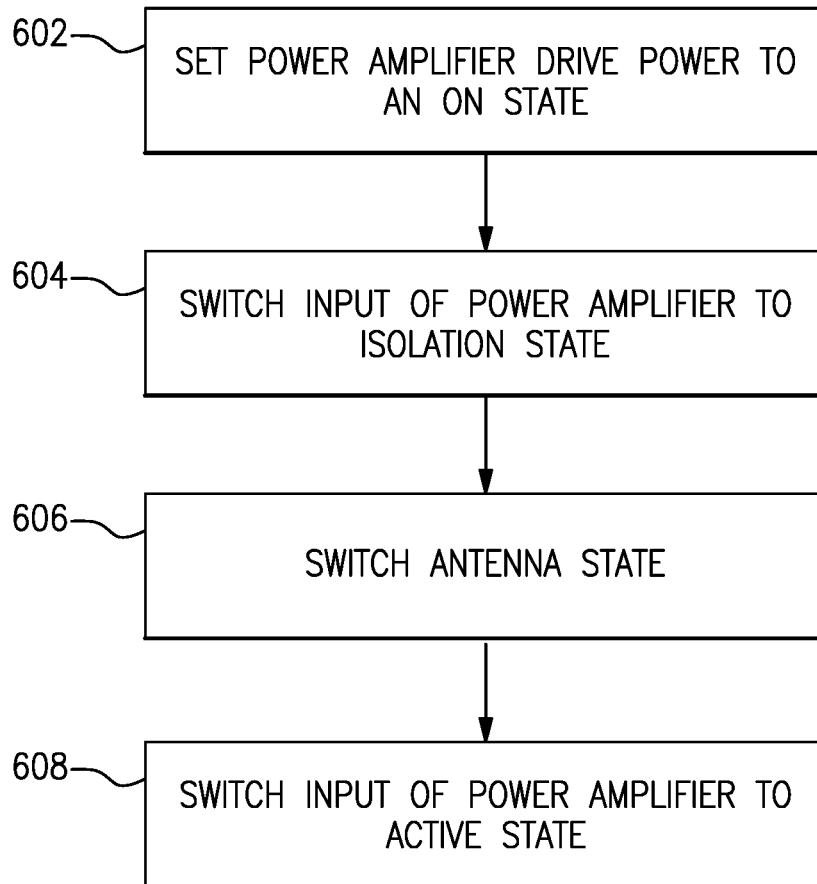 602
SET POWER AMPLIFIER DRIVE POWER TO
AN ON STATE
604
SWITCH INPUT OF POWER AMPLIFIER TO
ISOLATION STATE
606
SWITCH ANTENNA STATE
608
SWITCH INPUT OF POWER AMPLIFIER TO
ACTIVE STATE